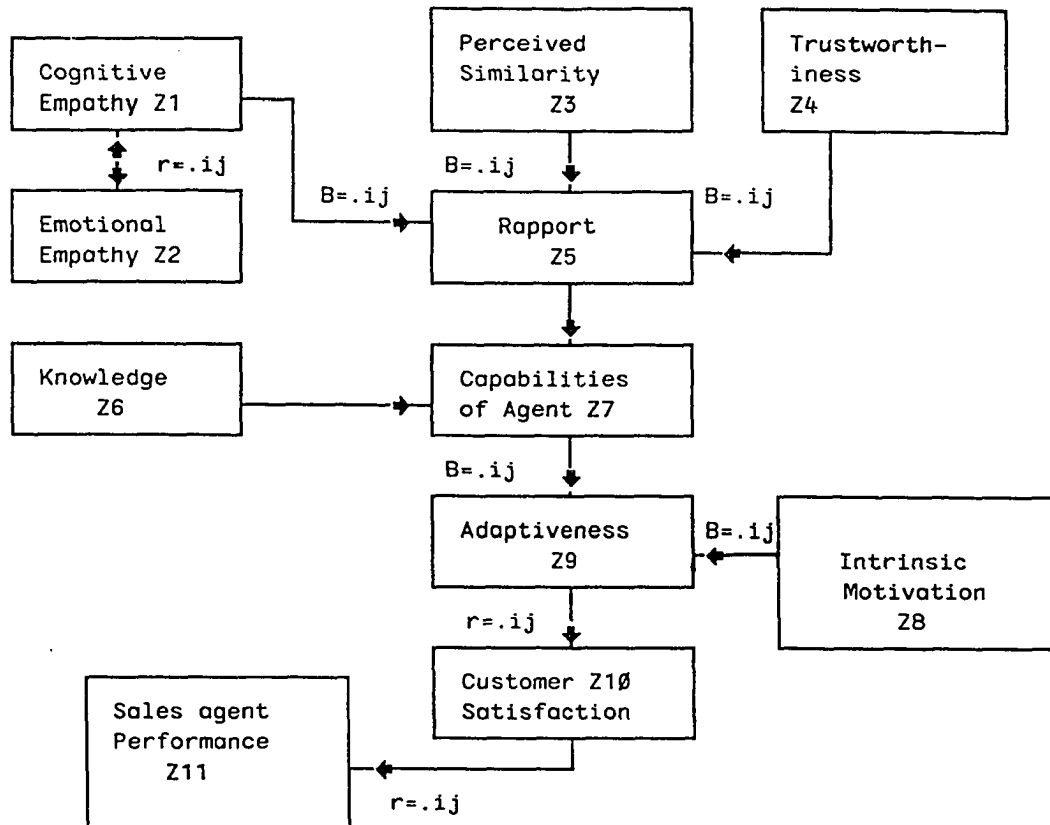 Cognitive
Empathy Z1
Perceived
Similarity
Z3
Trustworth-
iness
Z4
r=.ij
B=.ij
B=.ij
B=.ij
Emotional
Empathy Z2
Rapport
Z5
Knowledge
Z6
Capabilities
of Agent Z7
B=.ij
Adaptiveness
Z9
B=.ij
Intrinsic
Motivation
Z8
r=.ij
Customer Z1Ø
Satisfaction
Sales agent
Performance
Z11
r=.ij